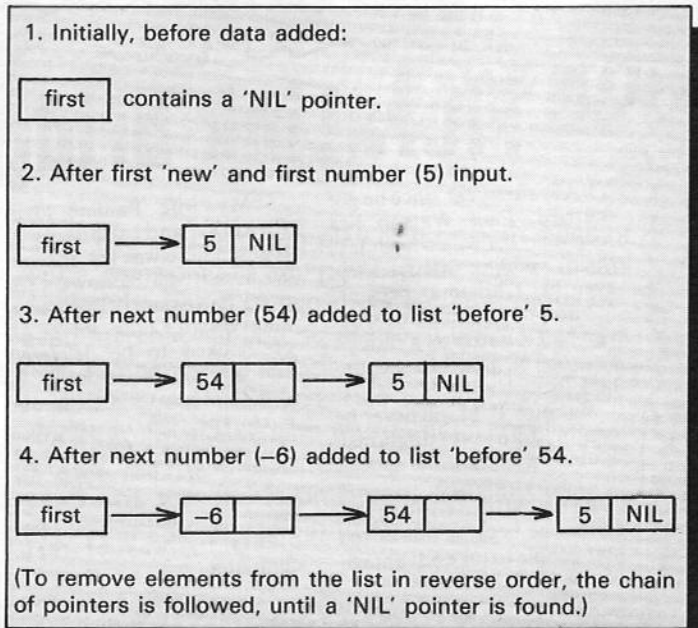 1. Initially, before data added:
first contains a 'NIL' pointer.
2. After first 'new' and first number (5) input.
first 5 NIL
3. After next number (54) added to list 'before' 5.
first 54 5 NIL
4. After next number (–6) added to list 'before' 54.
first –6 54 5 NIL
(To remove elements from the list in reverse order, the chain
of pointers is followed, until a 'NIL' pointer is found.)